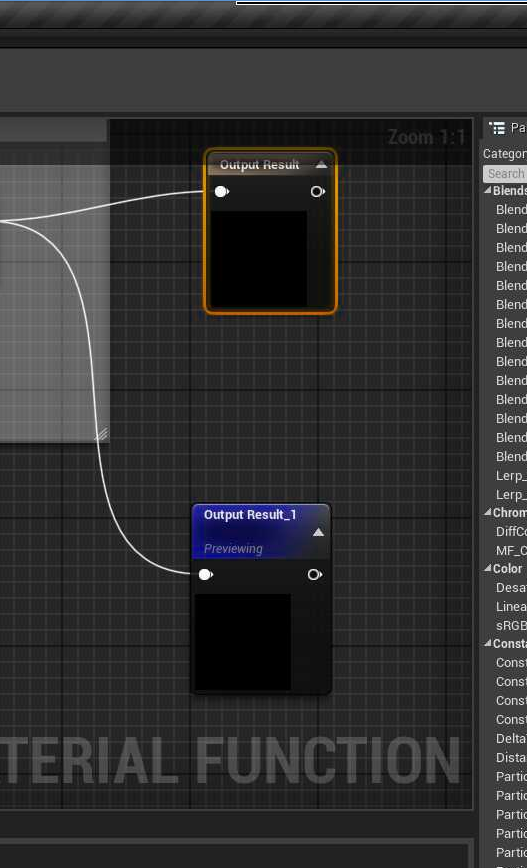 Zoom 1:1
Output Result
Output Result_1
Previewing
TERIAL FUNCTION
Pa
Categor
Search
Blends
Blend
Blend
Blend
Blend
Blend
Blend
Blend
Blend
Blend
Blend
Blend
Blend
Blend
Blend
Lerp_
Lerp_
Chrom
DiffCo
MF_C
Color
Desa
Linea
sRGB
Consta
Const
Const
Const
Const
Delta
Distar
Partic
Partic
Partic
Partic
Partic